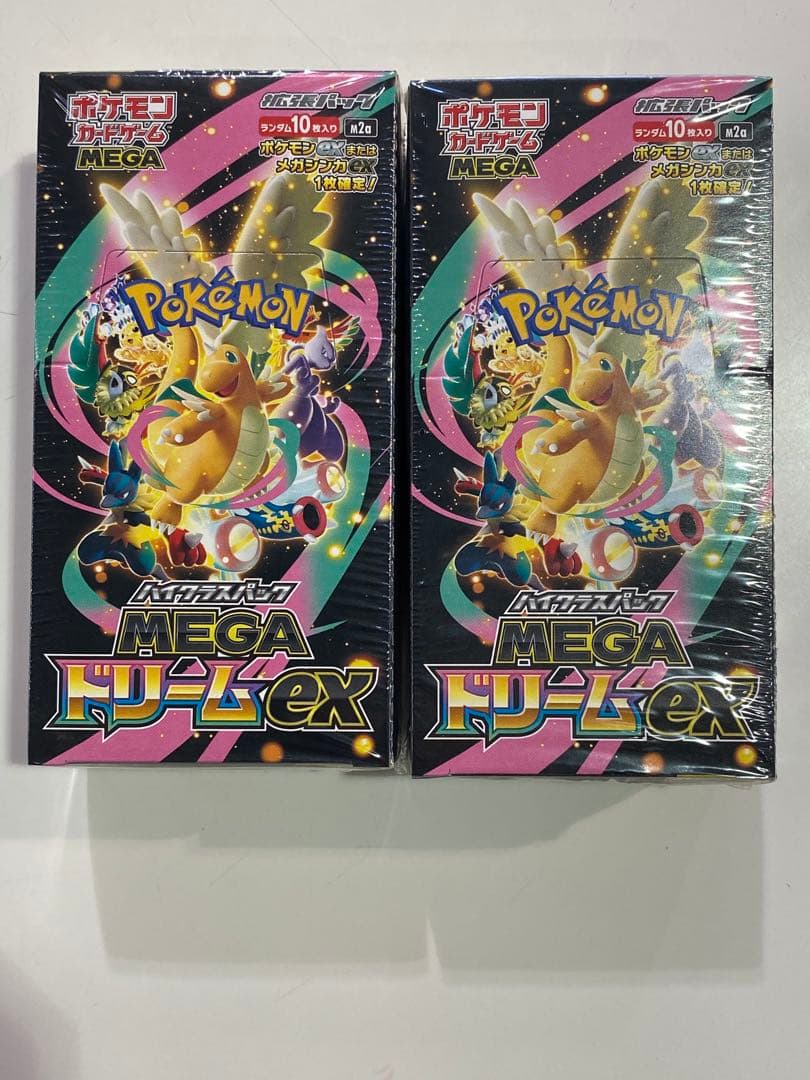 ポケモン
カードゲーム
MEGA
拡張パック
ランダム10枚入り M2a
ポケモンexまたは
メガシンカex
1枚確定!
POKÉMON
ハイクラスパック
MEGA
ドリームex
ポケモン
カードゲーム
MEGA
拡張パック
ランダム10枚入り M2a
ポケモンexまたは
メガシンカex
1枚確定!
POKÉMON
ハイクラスパック
MEGA
ドリームex